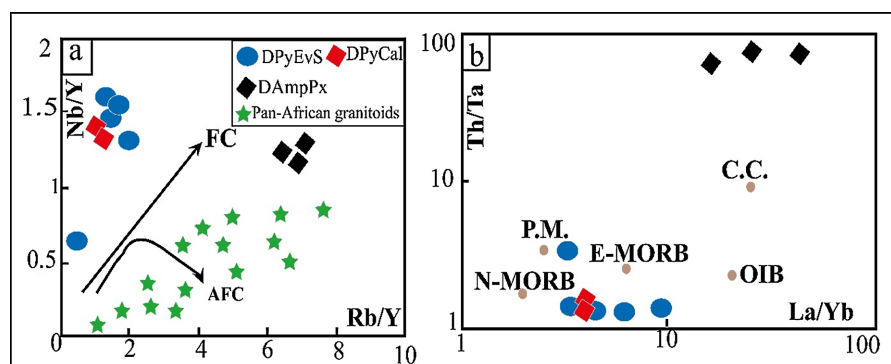 a
Nb/Y
2
1.5
1
0.5
0
2
4
6
8
10
Rb/Y
DPyEvS
DPyCal
DAmpPx
Pan-African granitoids
FC
AFC
b
Th/Ta
100
10
1
1
10
100
La/Yb
C.C.
P.M.
E-MORB
N-MORB
OIB